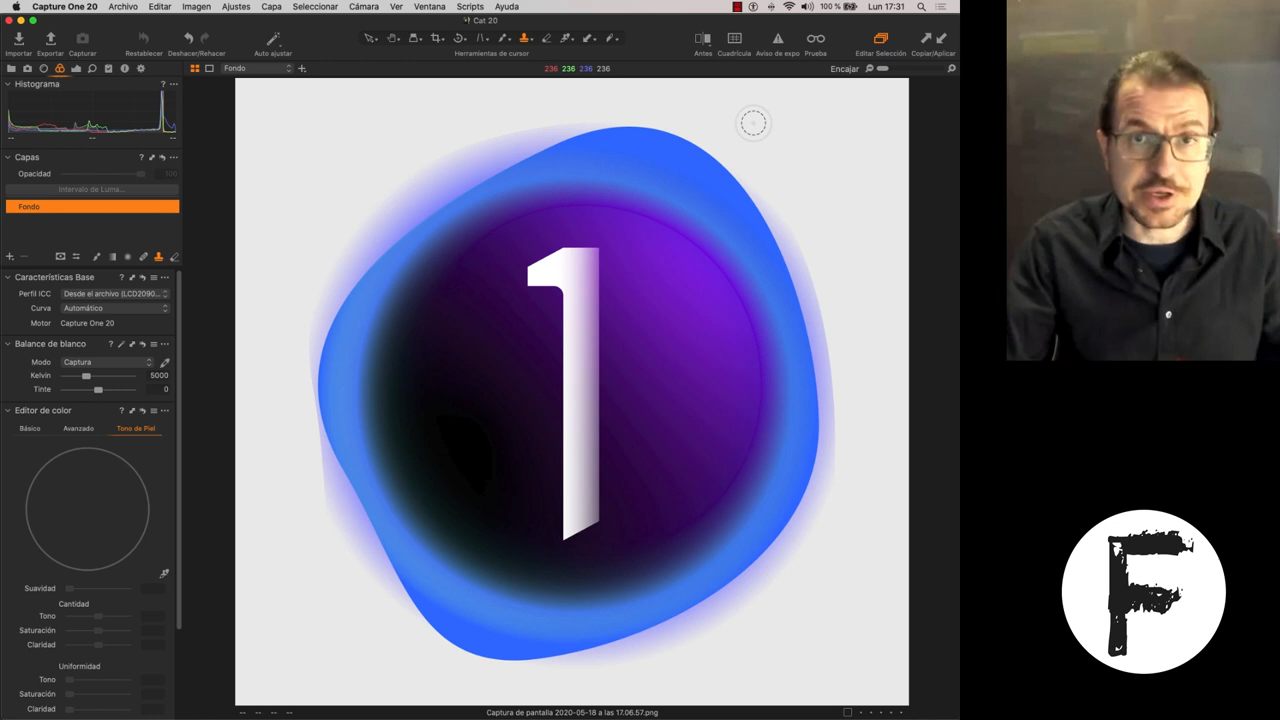 Capture One 20 Archivo Editar Imagen Ajustes Capa Seleccionar Cámara Ver Ventana Scripts Ayuda 100 % Lun 17:31
Cat 20
Importar Exportar Capturar Restablecer Deshacer/Rehacer Auto ajustar Herramientas de cursor Antes Cuadrícula Aviso de expo Prueba Editar Selección Copiar/Aplicar
Fondo 236 236 236 236 Encajar
Histograma
Capas
Opacidad 100
Intervalo de Luma...
Fondo
Características Base
Perfil ICC Desde el archivo (LCD2090...
Curva Automático
Motor Capture One 20
Balance de blanco
Modo Captura
Kelvin 5000
Tinte 0
Editor de color
Básico Avanzado Tono de Piel
Suavidad
Cantidad
Tono
Saturación
Claridad
Uniformidad
Tono
Saturación
Claridad
1
Captura de pantalla 2020-05-18 a las 17.06.57.png
F